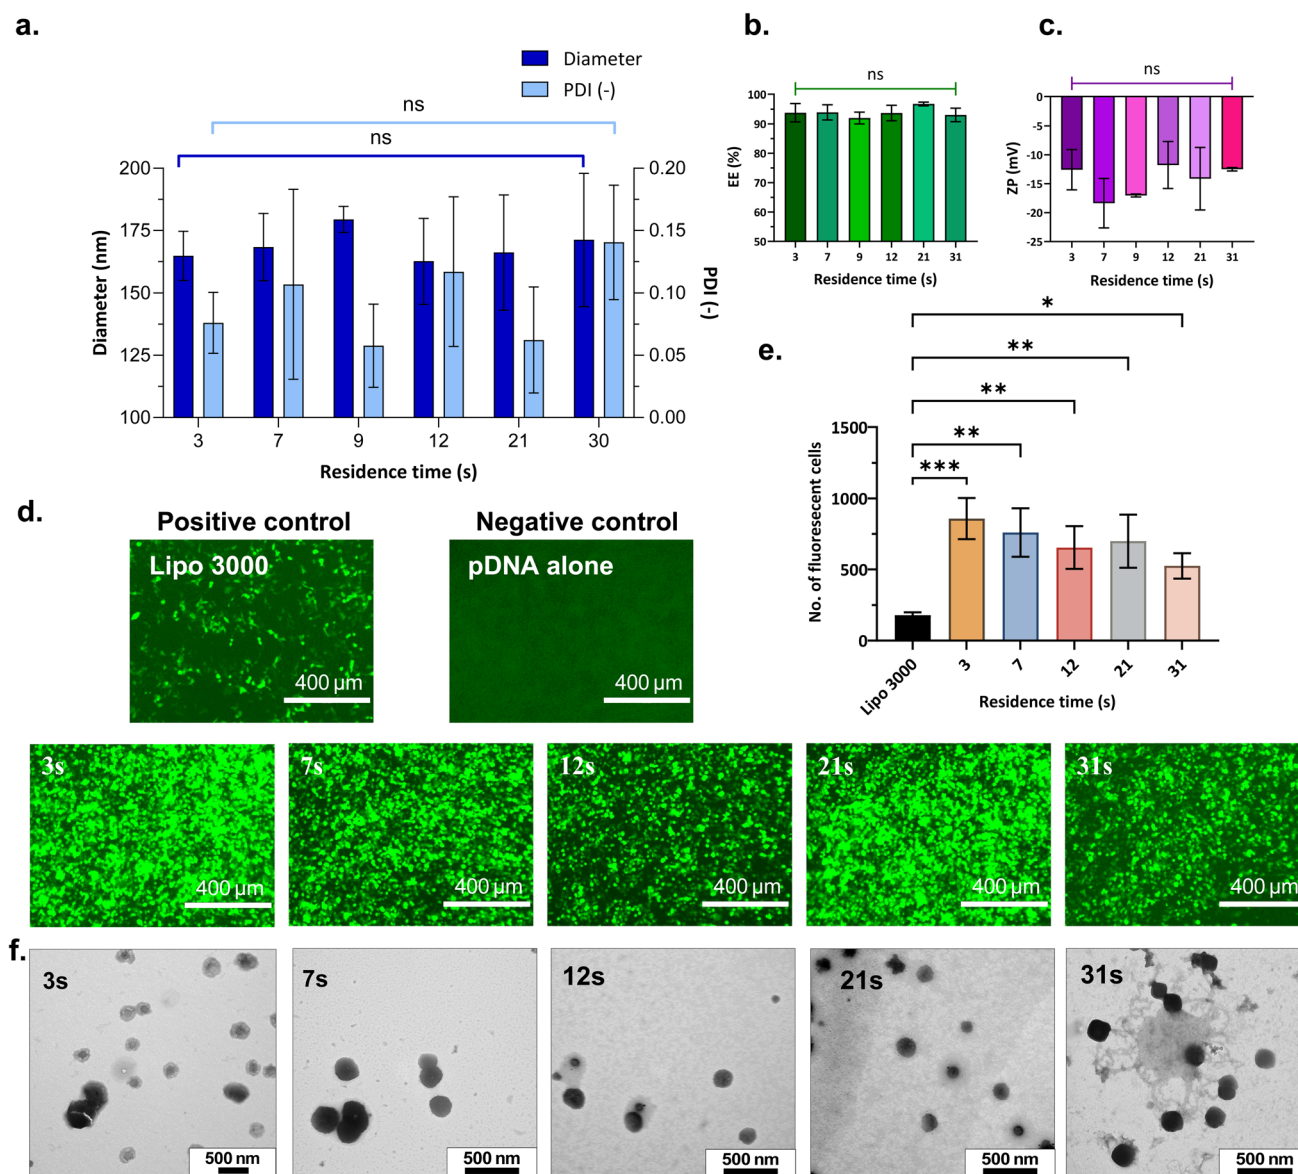 a.
Diameter
PDI (-)
ns
ns
200
175
150
125
100
Diameter (nm)
0.20
0.15
0.10
0.05
0.00
PDI (-)
3 7 9 12 21 30
Residence time (s)
b.
ns
100
90
80
70
60
50
EE (%)
3 7 9 12 21 31
Residence time (s)
c.
ns
0
-5
-10
-15
-20
-25
ZP (mV)
3 7 9 12 21 31
Residence time (s)
d.
Positive control
Negative control
Lipo 3000
pDNA alone
400 µm
400 µm
3s
7s
12s
21s
31s
400 µm
400 µm
400 µm
400 µm
400 µm
e.
*
**
**
**
***
1500
1000
500
0
No. of fluoresecent cells
Lipo 3000 3 7 12 21 31
Residence time (s)
f.
3s
7s
12s
21s
31s
500 nm
500 nm
500 nm
500 nm
500 nm